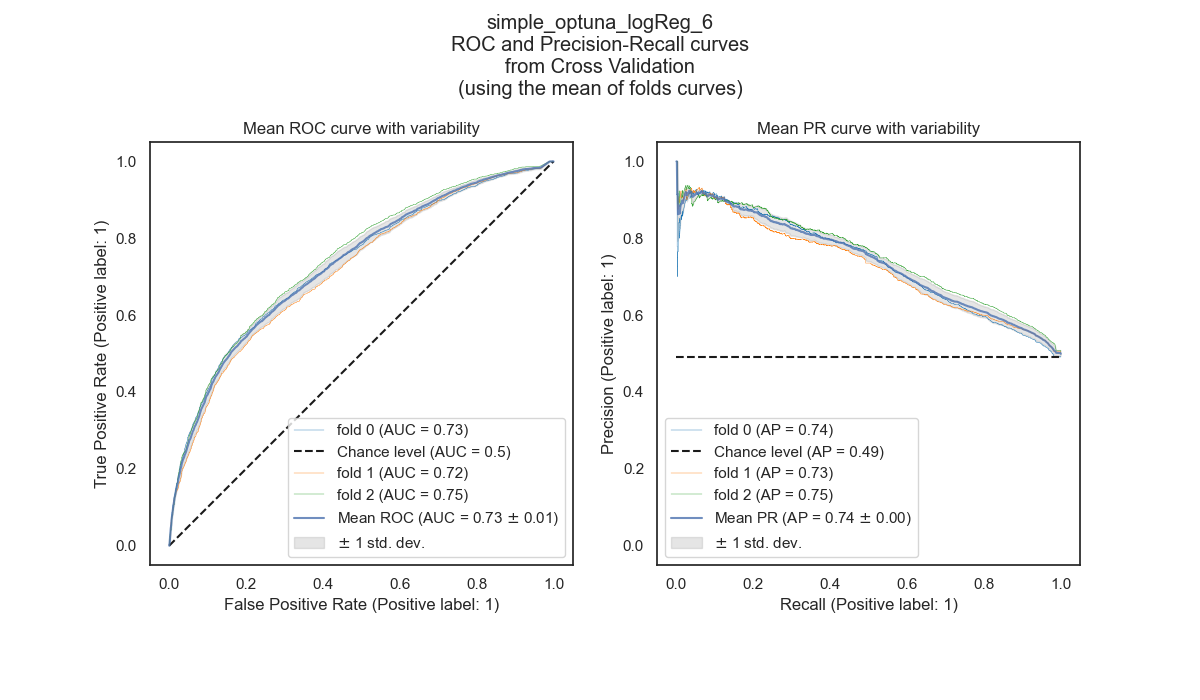 simple_optuna_logReg_6
ROC and Precision-Recall curves
from Cross Validation
(using the mean of folds curves)
Mean ROC curve with variability
True Positive Rate (Positive label: 1)
1.0
0.8
0.6
0.4
0.2
0.0
fold 0 (AUC = 0.73)
Chance level (AUC = 0.5)
fold 1 (AUC = 0.72)
fold 2 (AUC = 0.75)
Mean ROC (AUC = 0.73 ± 0.01)
± 1 std. dev.
0.0 0.2 0.4 0.6 0.8 1.0
False Positive Rate (Positive label: 1)
Mean PR curve with variability
Precision (Positive label: 1)
1.0
0.8
0.6
0.4
0.2
0.0
fold 0 (AP = 0.74)
Chance level (AP = 0.49)
fold 1 (AP = 0.73)
fold 2 (AP = 0.75)
Mean PR (AP = 0.74 ± 0.00)
± 1 std. dev.
0.0 0.2 0.4 0.6 0.8 1.0
Recall (Positive label: 1)